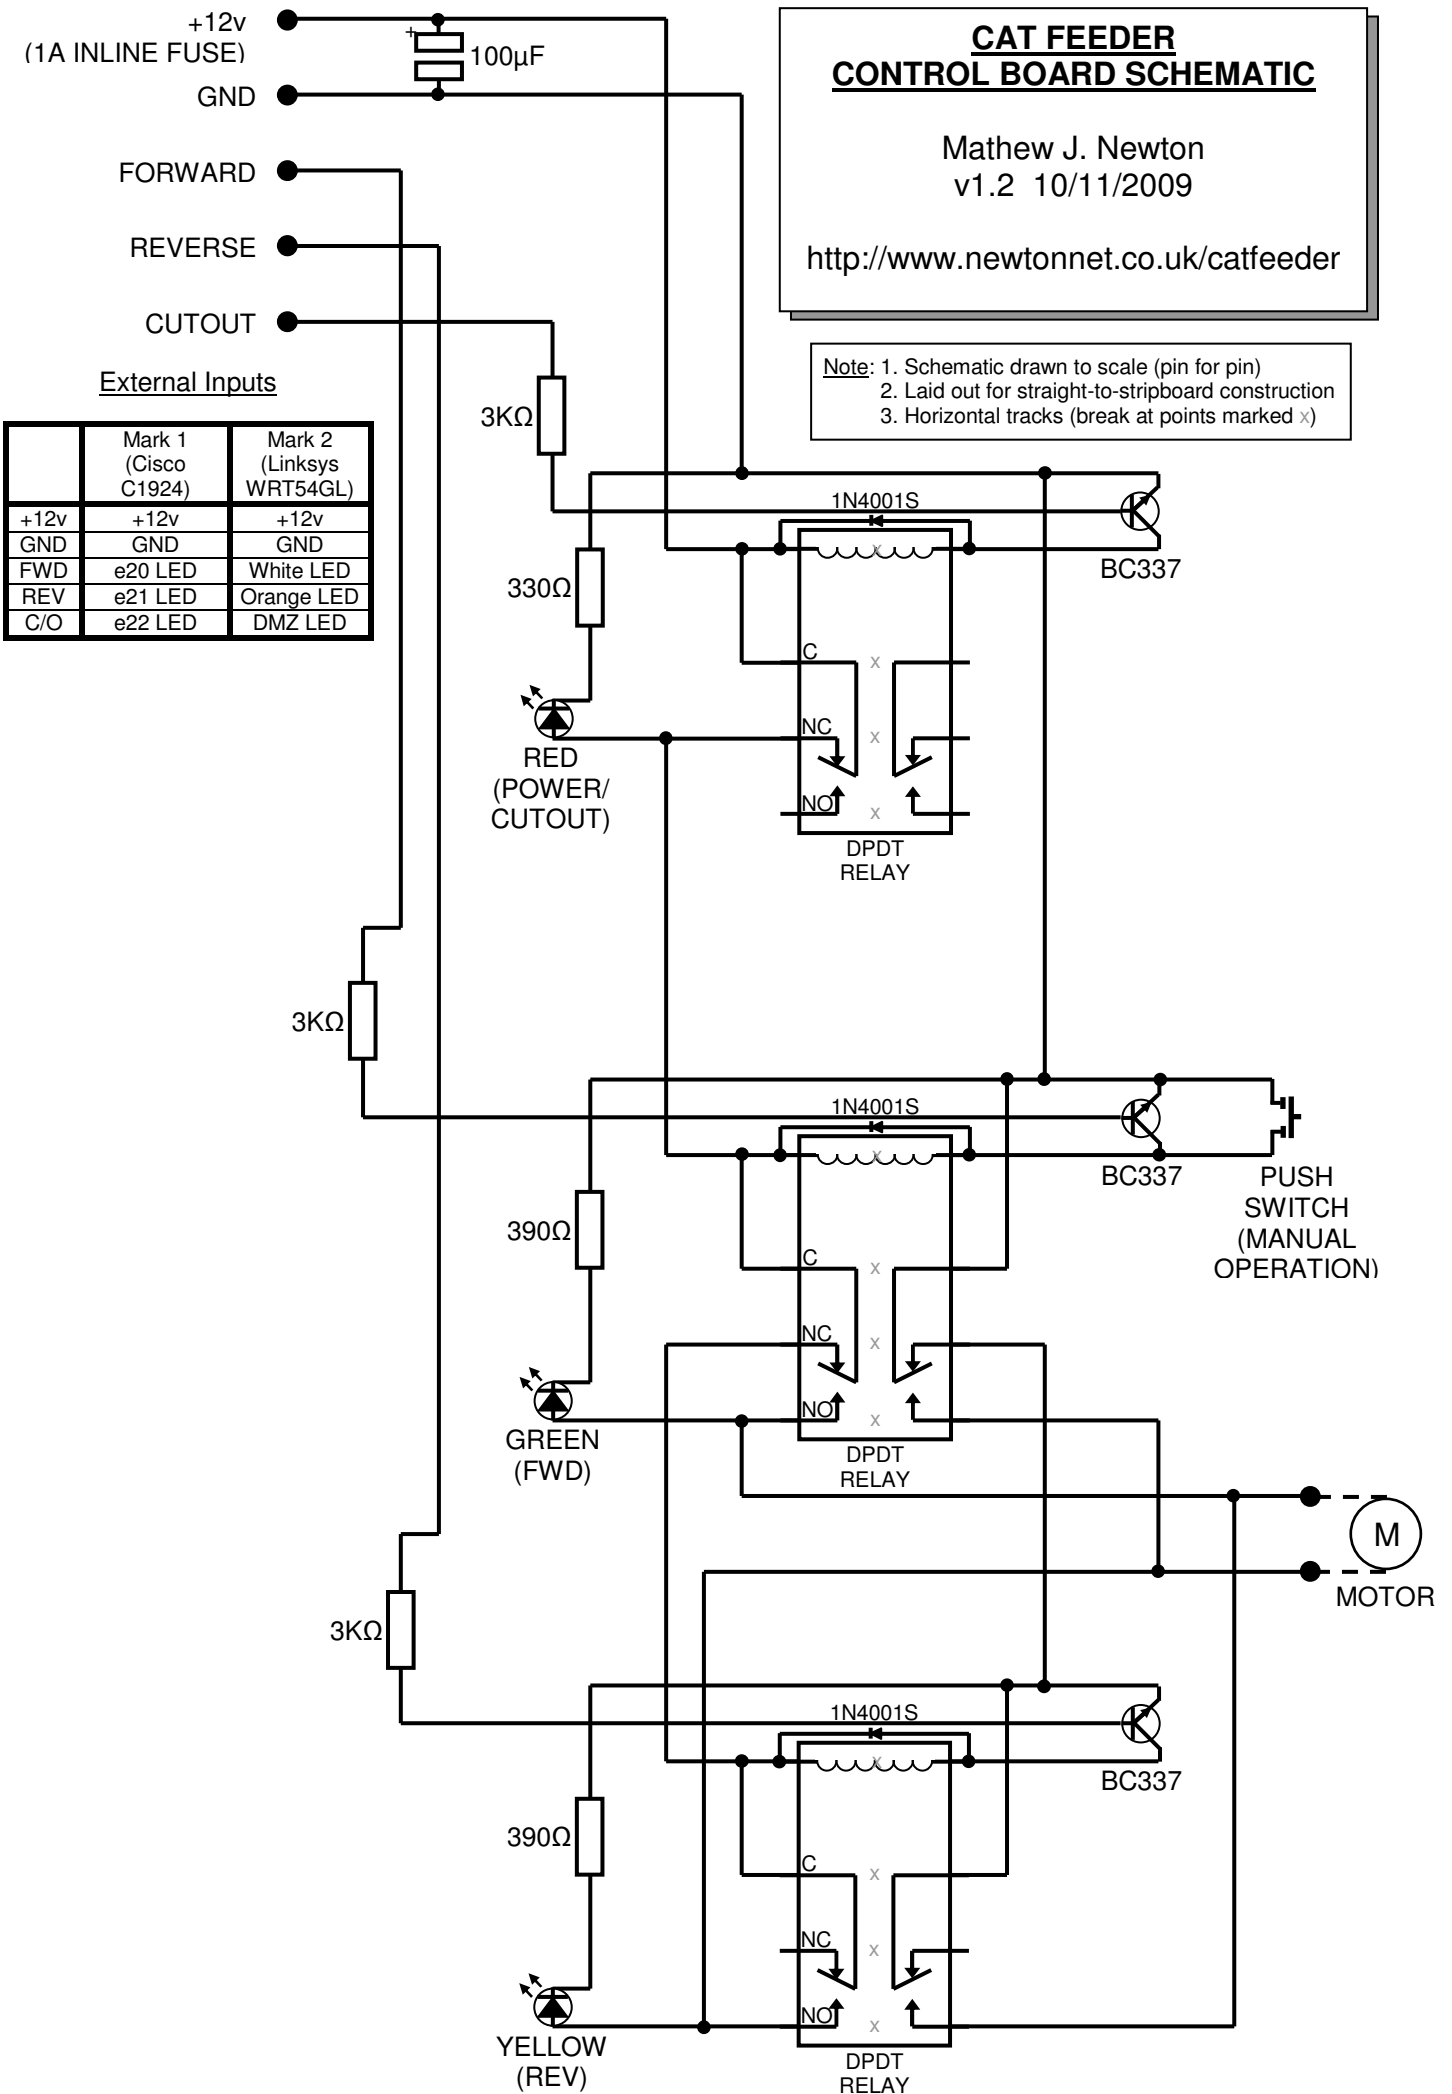 +12v
(1A INLINE FUSE)
+
100µF
GND
FORWARD
REVERSE
CUTOUT
External Inputs
CAT FEEDER
CONTROL BOARD SCHEMATIC
Mathew J. Newton
v1.2 10/11/2009
http://www.newtonnet.co.uk/catfeeder
Note: 1. Schematic drawn to scale (pin for pin)
2. Laid out for straight-to-stripboard construction
3. Horizontal tracks (break at points marked x)
Mark 1 (Cisco C1924) Mark 2 (Linksys WRT54GL)
+12v +12v +12v
GND GND GND
FWD e20 LED White LED
REV e21 LED Orange LED
C/O e22 LED DMZ LED
3KΩ
1N4001S
x
BC337
330Ω
C
x
NC
x
RED
(POWER/
CUTOUT)
NO
x
DPDT
RELAY
3KΩ
1N4001S
x
BC337
PUSH
SWITCH
(MANUAL
OPERATION)
390Ω
C
x
NC
x
NO
x
GREEN
(FWD)
DPDT
RELAY
M
MOTOR
3KΩ
1N4001S
x
BC337
390Ω
C
x
NC
x
NO
x
YELLOW
(REV)
DPDT
RELAY